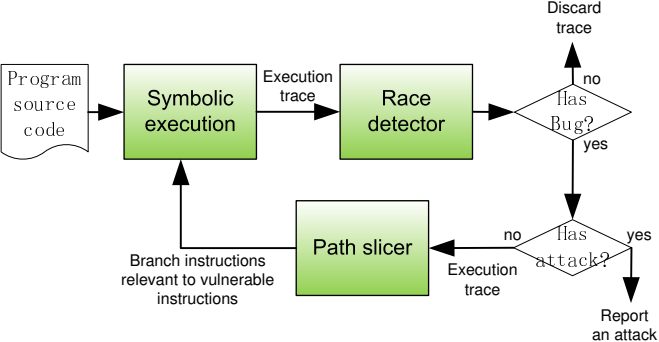 Discard
trace
Program
source
code
Symbolic
execution
Execution
trace
Race
detector
no
Has
Bug?
yes
Branch instructions
relevant to vulnerable
instructions
Path slicer
Execution
trace
no
Has
attack?
yes
Report
an attack